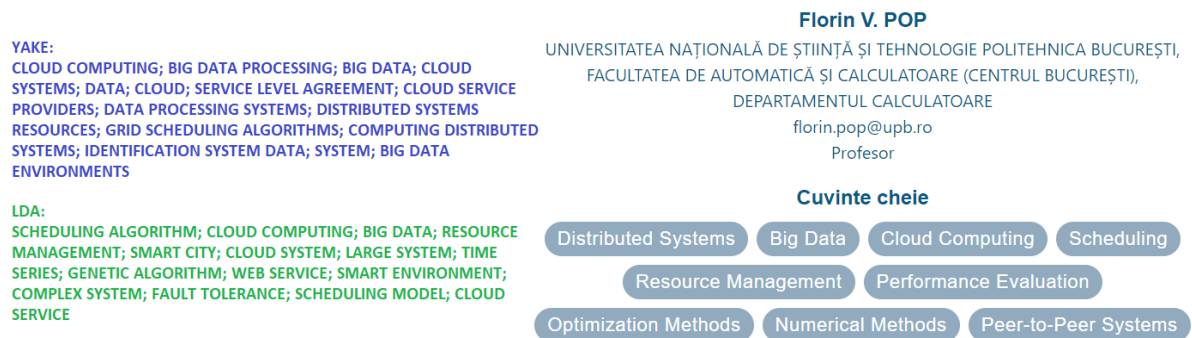 YAKE:
CLOUD COMPUTING; BIG DATA PROCESSING; BIG DATA; CLOUD
SYSTEMS; DATA; CLOUD; SERVICE LEVEL AGREEMENT; CLOUD SERVICE
PROVIDERS; DATA PROCESSING SYSTEMS; DISTRIBUTED SYSTEMS
RESOURCES; GRID SCHEDULING ALGORITHMS; COMPUTING DISTRIBUTED
SYSTEMS; IDENTIFICATION SYSTEM DATA; SYSTEM; BIG DATA
ENVIRONMENTS
LDA:
SCHEDULING ALGORITHM; CLOUD COMPUTING; BIG DATA; RESOURCE
MANAGEMENT; SMART CITY; CLOUD SYSTEM; LARGE SYSTEM; TIME
SERIES; GENETIC ALGORITHM; WEB SERVICE; SMART ENVIRONMENT;
COMPLEX SYSTEM; FAULT TOLERANCE; SCHEDULING MODEL; CLOUD
SERVICE
Florin V. POP
UNIVERSITATEA NAȚIONALĂ DE ȘTIINȚĂ ȘI TEHNOLOGIE POLITEHNICA BUCUREȘTI,
FACULTATEA DE AUTOMATICĂ ȘI CALCULATOARE (CENTRUL BUCUREȘTI),
DEPARTAMENTUL CALCULATOARE
florin.pop@upb.ro
Profesor
Cuvinte cheie
Distributed Systems Big Data Cloud Computing Scheduling
Resource Management Performance Evaluation
Optimization Methods Numerical Methods Peer-to-Peer Systems